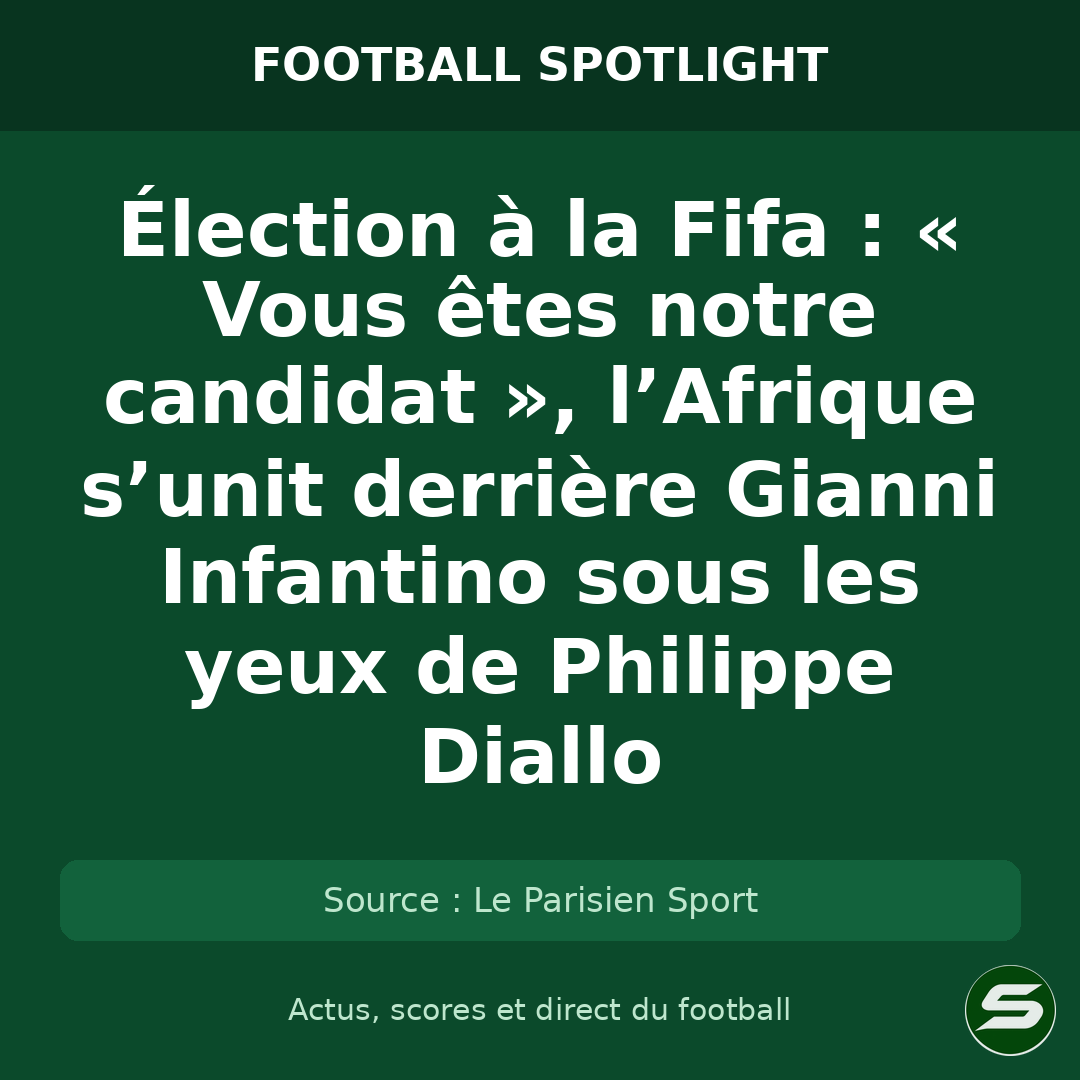 FOOTBALL SPOTLIGHT
Élection à la Fifa : «
Vous êtes notre
candidat », l’Afrique
s’unit derrière Gianni
Infantino sous les
yeux de Philippe
Diallo
Source : Le Parisien Sport
Actus, scores et direct du football
S